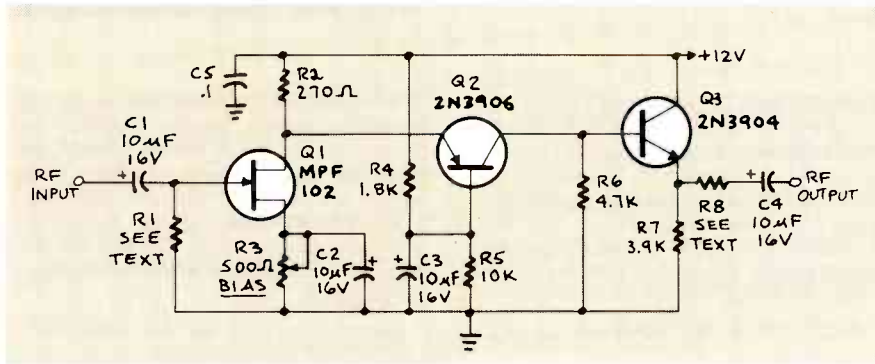 C5
.1
R2
270Ω
+12V
Q2
2N3906
Q3
2N3904
C1
10μF
16V
RF
INPUT
R1
SEE
TEXT
Q1
MPF
102
R4
1.8K
R3
500Ω
BIAS
C2
10μF
16V
C3
10μF
16V
R5
10K
R6
4.7K
R7
3.9K
R8
SEE
TEXT
C4
10μF
16V
RF
OUTPUT